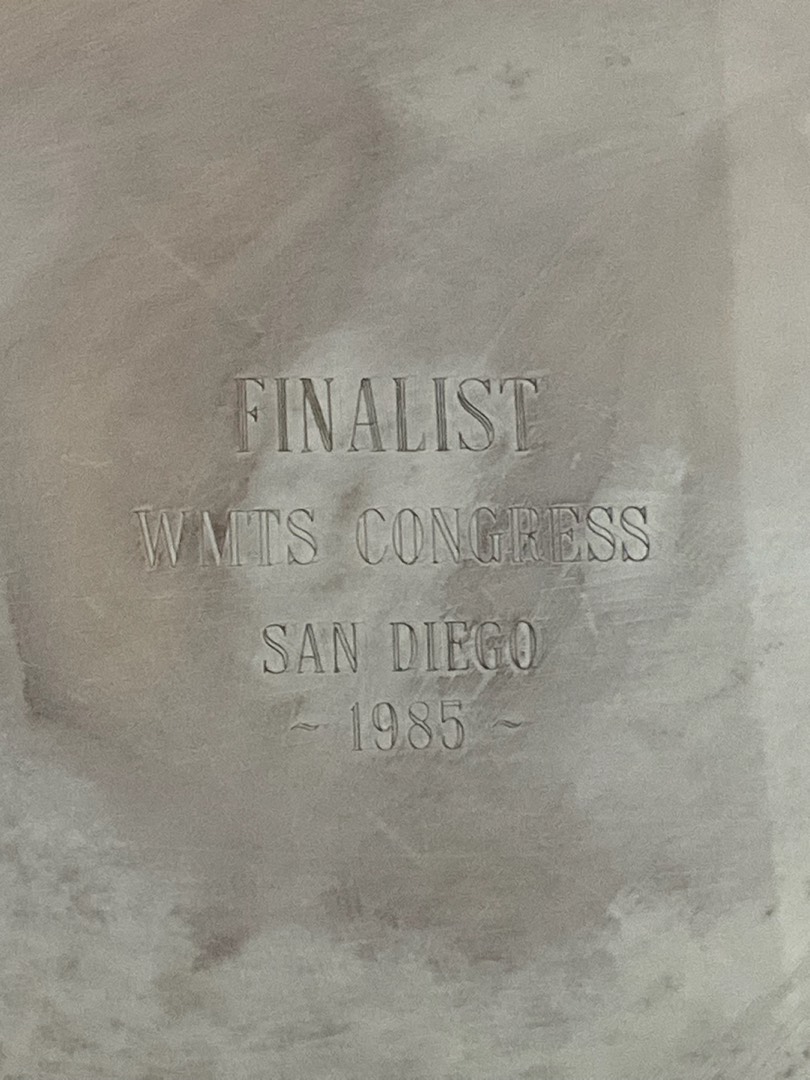 FINALIST
WMTS CONGRESS
SAN DIEGO
~ 1985 ~